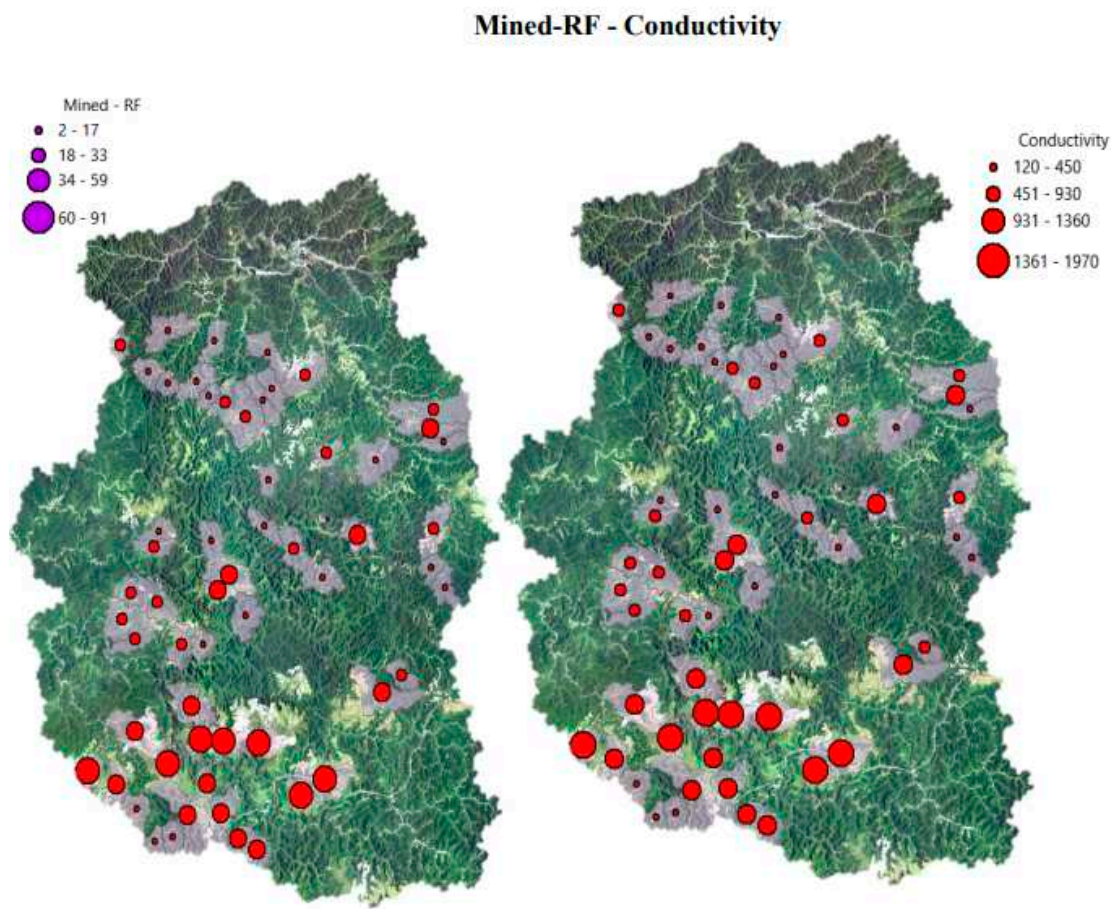 Mined-RF - Conductivity
Mined - RF
2 - 17
18 - 33
34 - 59
60 - 91
Conductivity
120 - 450
451 - 930
931 - 1360
1361 - 1970